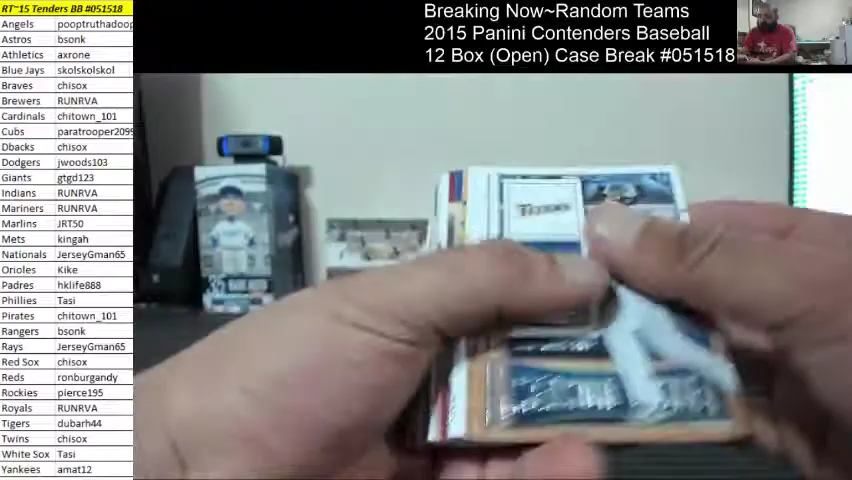 RT~15 Tenders BB #051518
Angels pooptruthadoop
Astros bsonk
Athletics axrone
Blue Jays skolskolskol
Braves chisox
Brewers RUNRVA
Cardinals chitown_101
Cubs paratrooper2099
Dbacks chisox
Dodgers jwoods103
Giants gtgd123
Indians RUNRVA
Mariners RUNRVA
Marlins JRT50
Mets kingah
Nationals JerseyGman65
Orioles Kike
Padres hklife888
Phillies Tasi
Pirates chitown_101
Rangers bsonk
Rays JerseyGman65
Red Sox chisox
Reds ronburgandy
Rockies pierce195
Royals RUNRVA
Tigers dubarh44
Twins chisox
White Sox Tasi
Yankees amat12
Breaking Now~Random Teams
2015 Panini Contenders Baseball
12 Box (Open) Case Break #051518